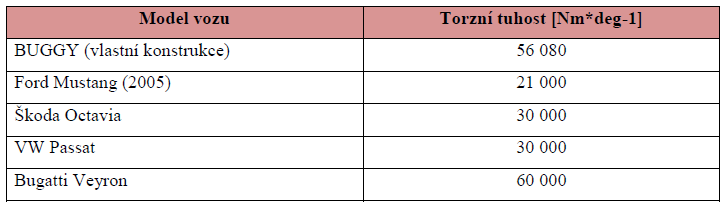 Model vozu Torzní tuhost [Nm*deg-1]
BUGGY (vlastní konstrukce) 56 080
Ford Mustang (2005) 21 000
Škoda Octavia 30 000
VW Passat 30 000
Bugatti Veyron 60 000